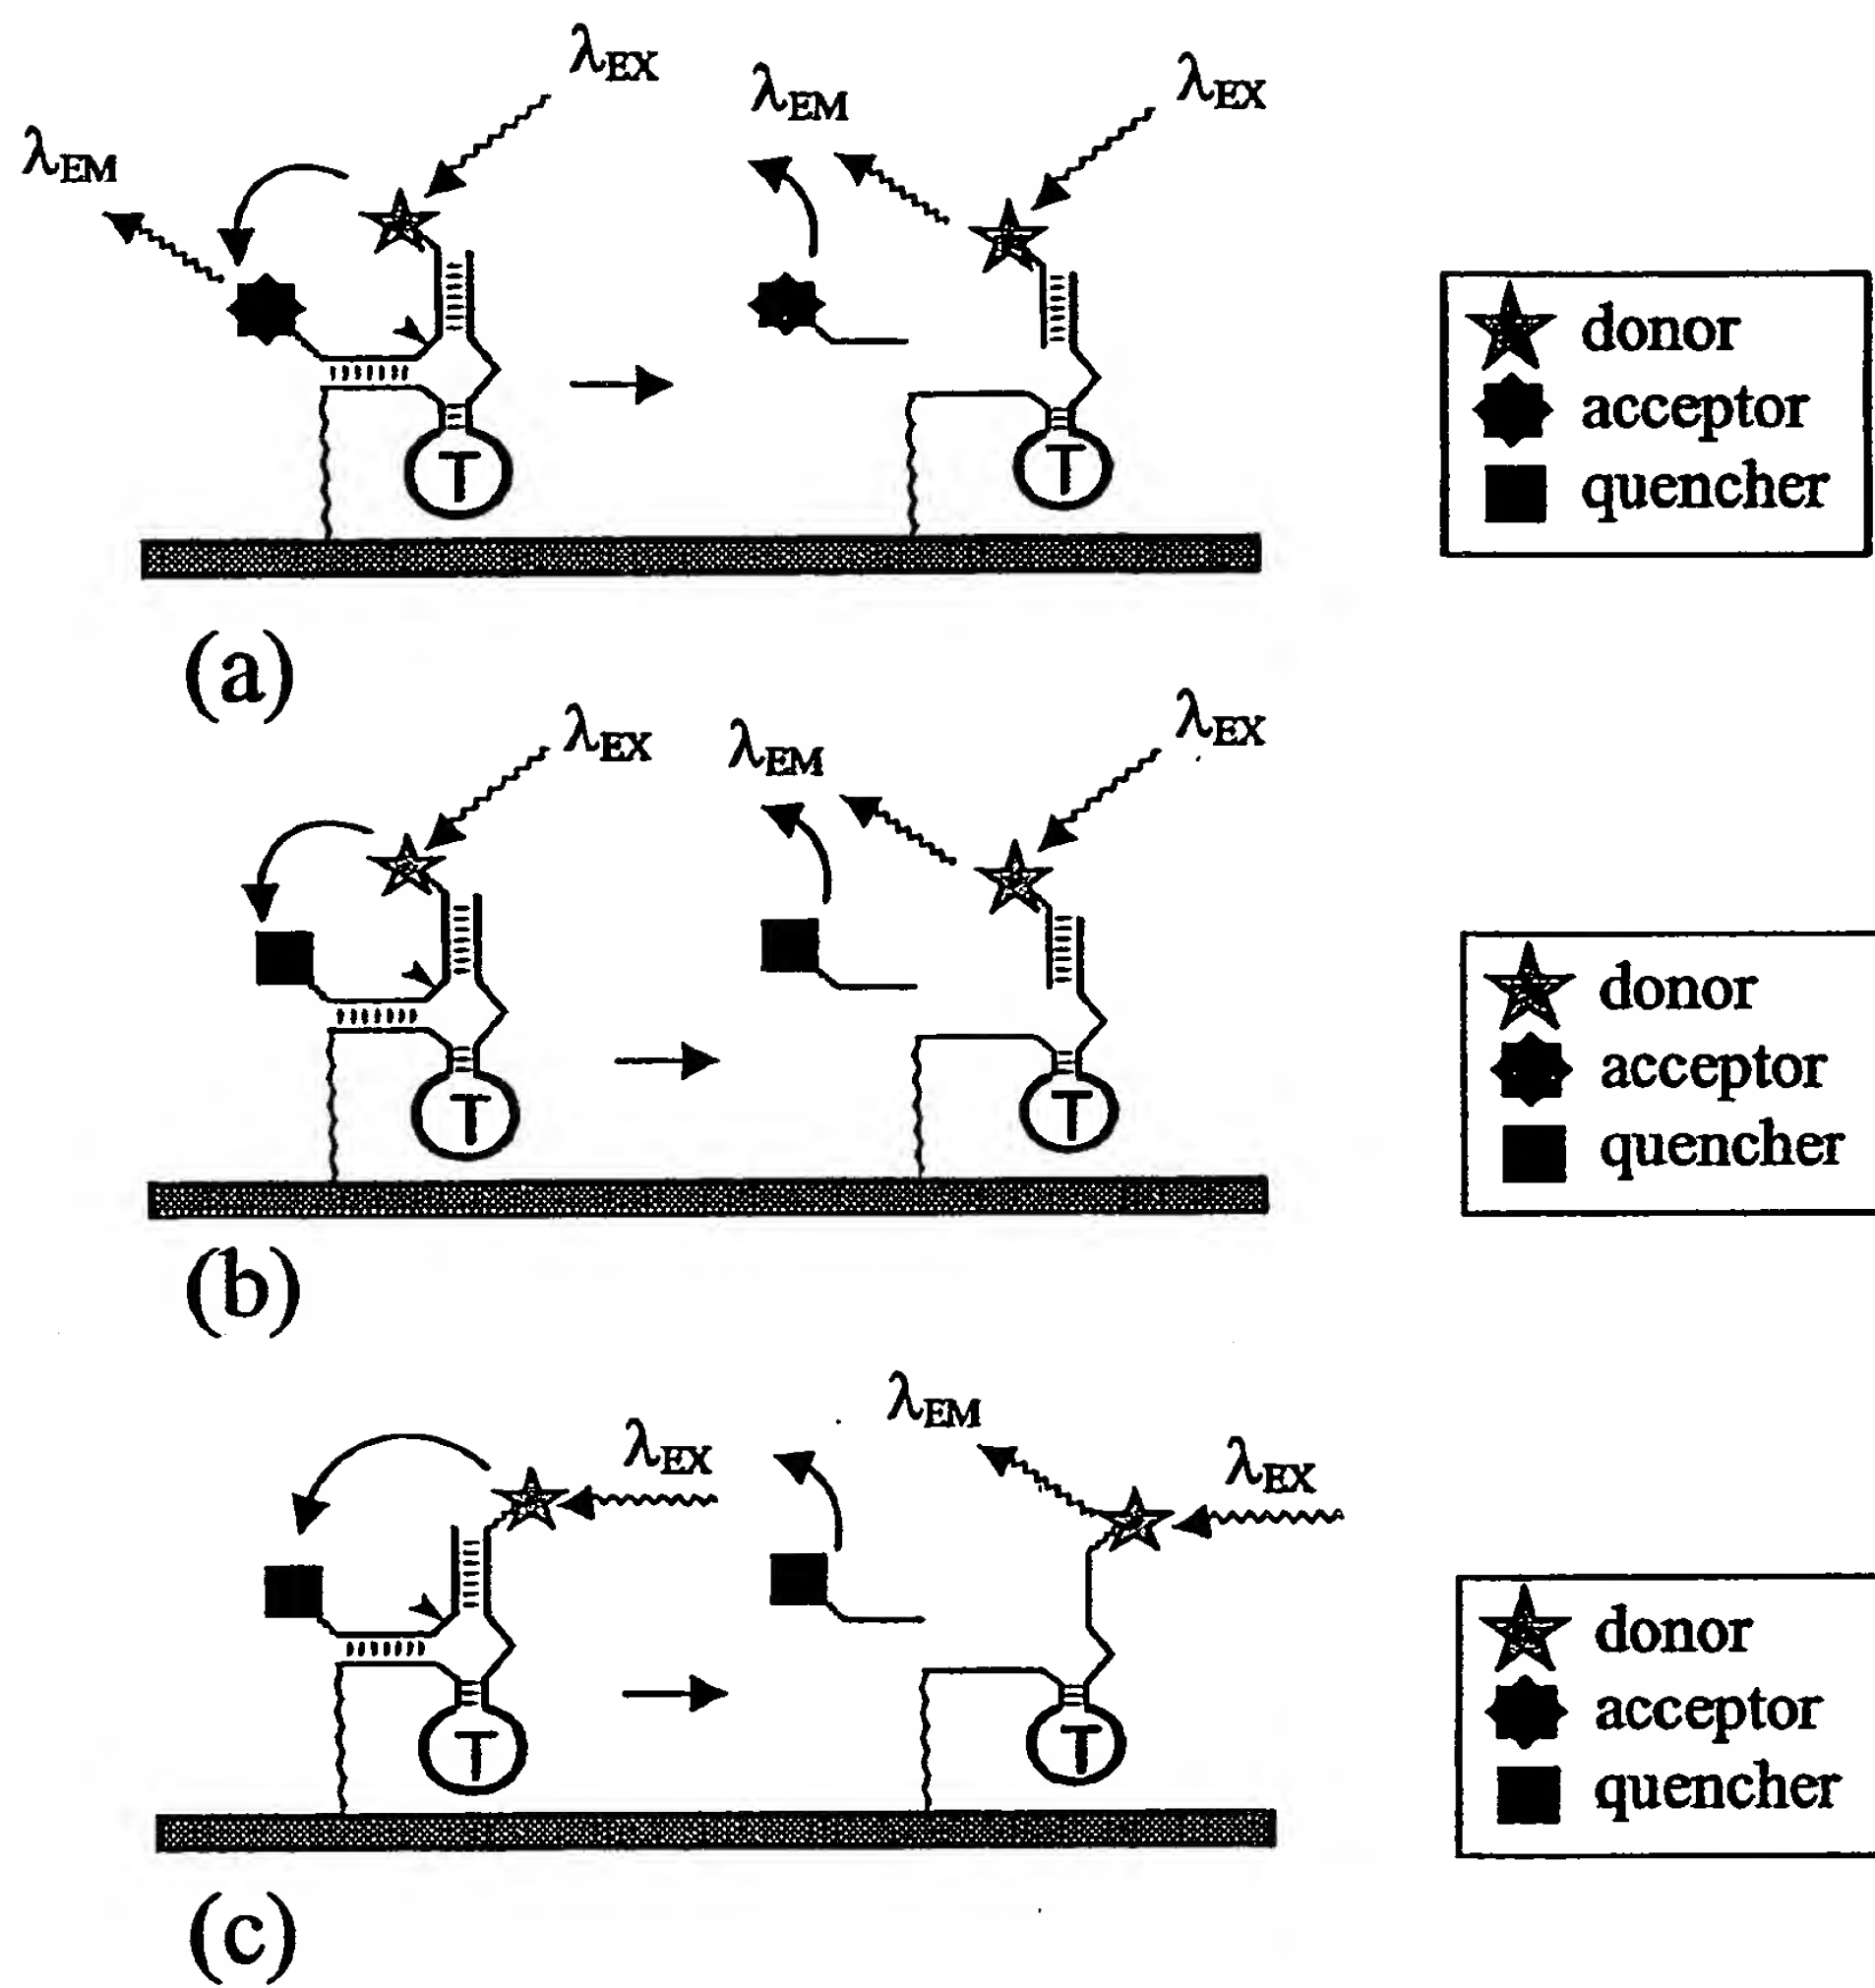 λEX
λEM
λEX
λEM
T
T
donor
acceptor
quencher
(a)
λEX
λEM
λEX
T
T
donor
acceptor
quencher
(b)
λEX
λEM
λEX
T
T
donor
acceptor
quencher
(c)